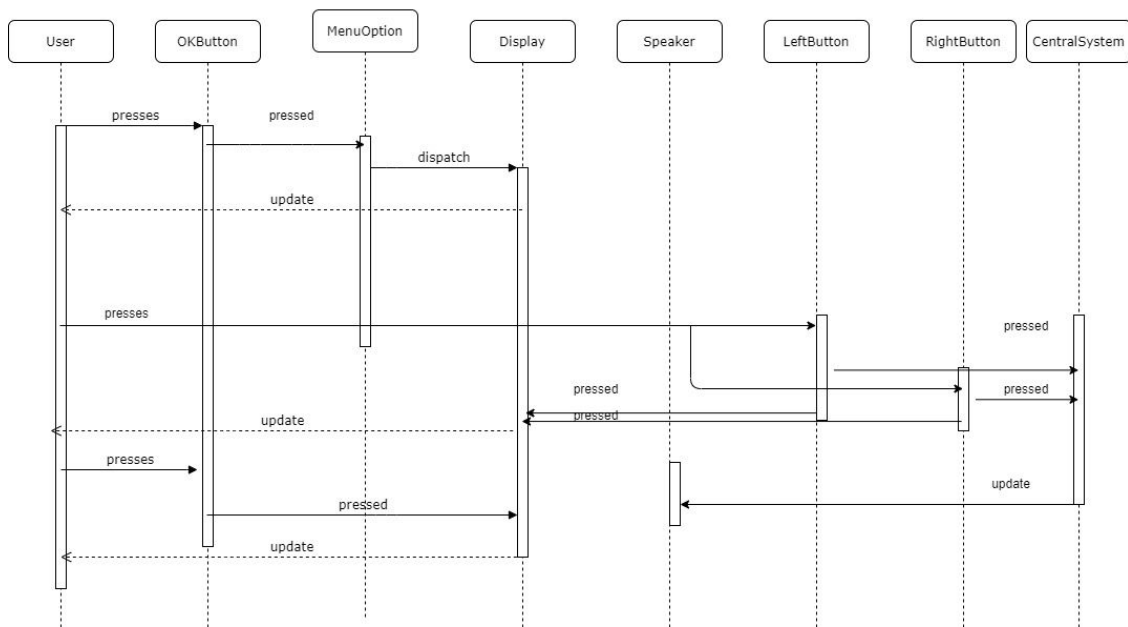 User
OKButton
MenuOption
Display
Speaker
LeftButton
RightButton
CentralSystem
presses
pressed
dispatch
update
presses
pressed
pressed
pressed
pressed
update
presses
update
pressed
update